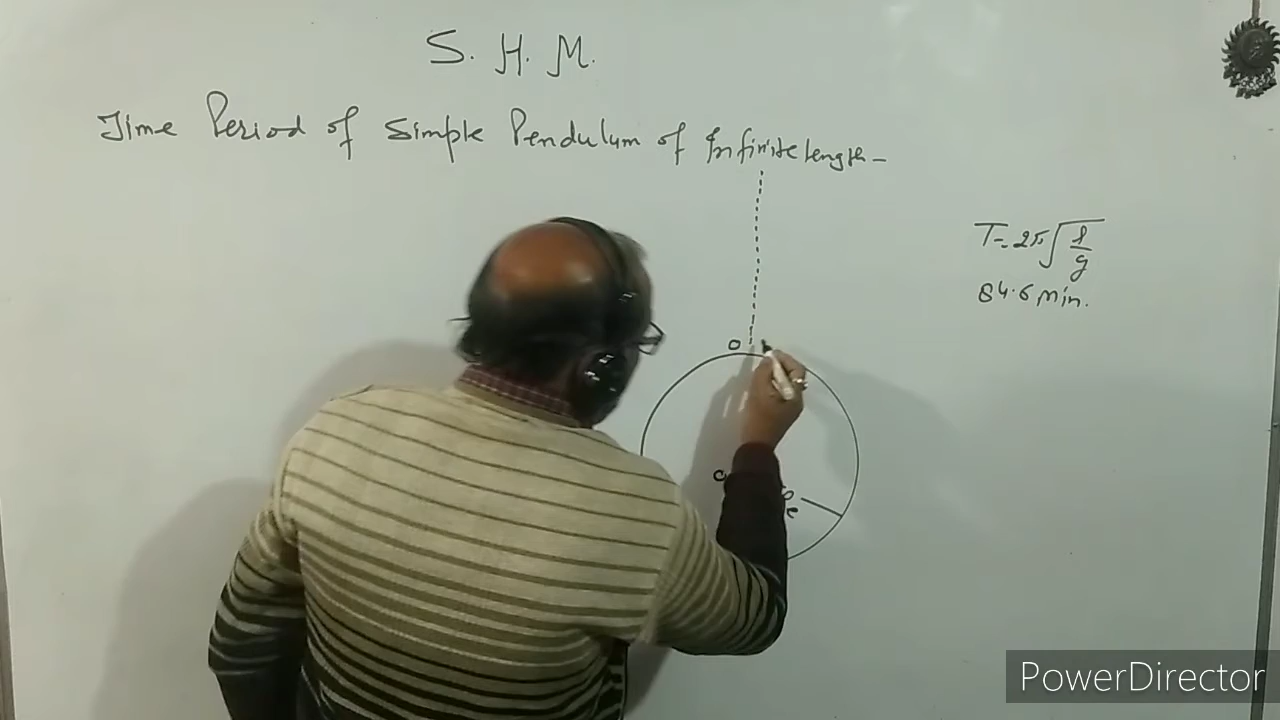 S. H. M.
Time Period of Simple Pendulum of Infinite length –
T = 2π√l/g
84.6 min.
O
C
R
e
PowerDirector